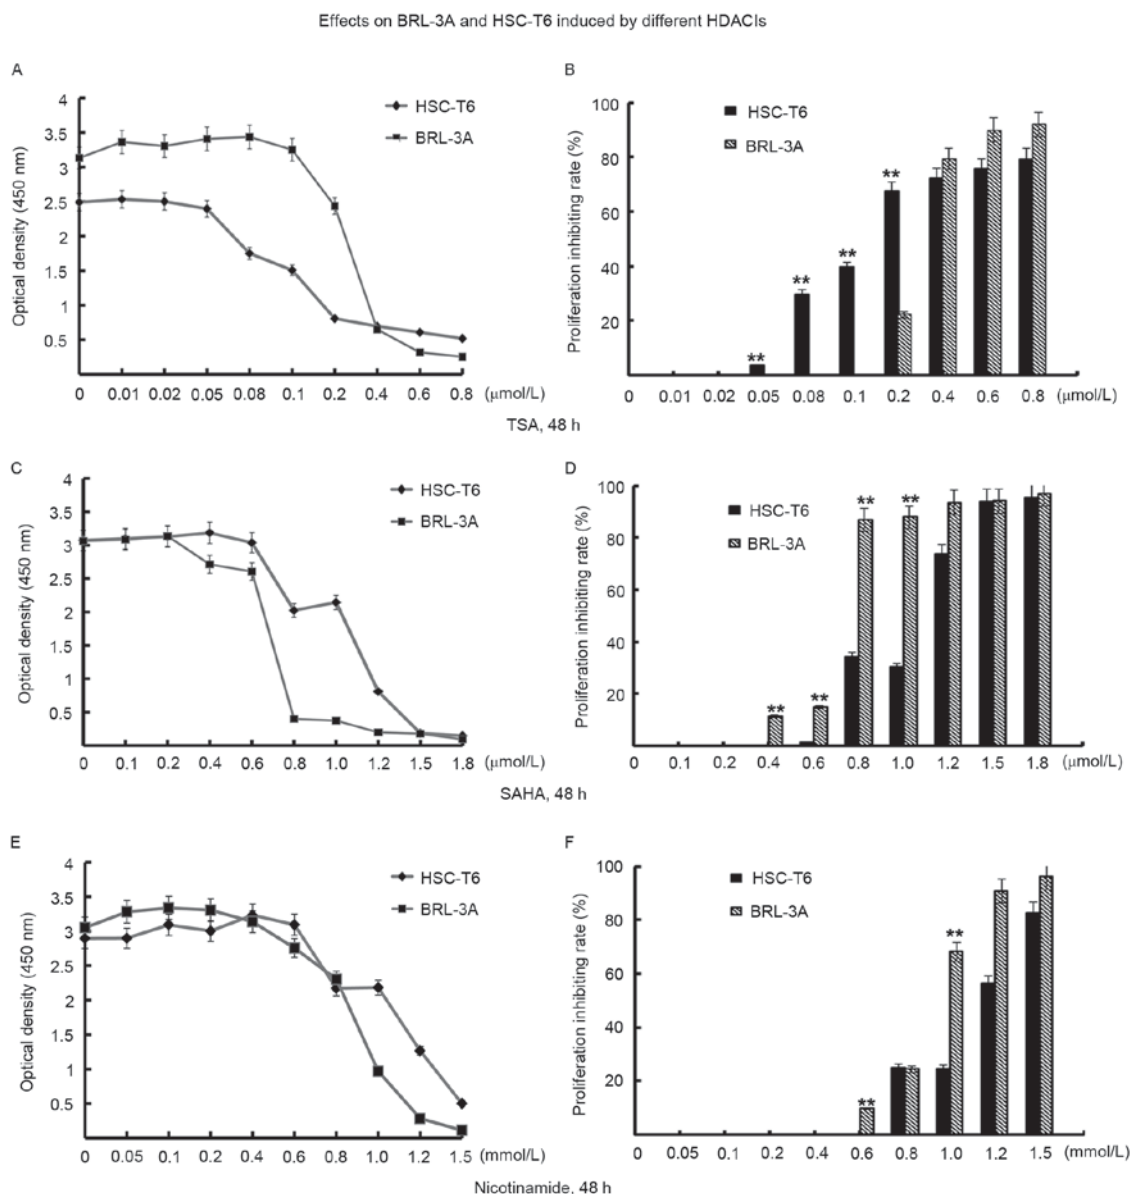 Effects on BRL-3A and HSC-T6 induced by different HDACIs
A
4
3.5
3
2.5
2
1.5
1
0.5
Optical density (450 nm)
HSC-T6
BRL-3A
0 0.01 0.02 0.05 0.08 0.1 0.2 0.4 0.6 0.8 (μmol/L)
B
100
80
60
40
20
Proliferation inhibiting rate (%)
HSC-T6
BRL-3A
** ** ** **
0 0.01 0.02 0.05 0.08 0.1 0.2 0.4 0.6 0.8 (μmol/L)
TSA, 48 h
C
4
3.5
3
2.5
2
1.5
1
0.5
Optical density (450 nm)
HSC-T6
BRL-3A
0 0.1 0.2 0.4 0.6 0.8 1.0 1.2 1.5 1.8 (μmol/L)
D
100
80
60
40
20
Proliferation inhibiting rate (%)
HSC-T6
BRL-3A
** ** ** **
0 0.1 0.2 0.4 0.6 0.8 1.0 1.2 1.5 1.8 (μmol/L)
SAHA, 48 h
E
4
3.5
3
2.5
2
1.5
1
0.5
Optical density (450 nm)
HSC-T6
BRL-3A
0 0.05 0.1 0.2 0.4 0.6 0.8 1.0 1.2 1.5 (mmol/L)
F
100
80
60
40
20
Proliferation inhibiting rate (%)
HSC-T6
BRL-3A
** **
0 0.05 0.1 0.2 0.4 0.6 0.8 1.0 1.2 1.5 (mmol/L)
Nicotinamide, 48 h